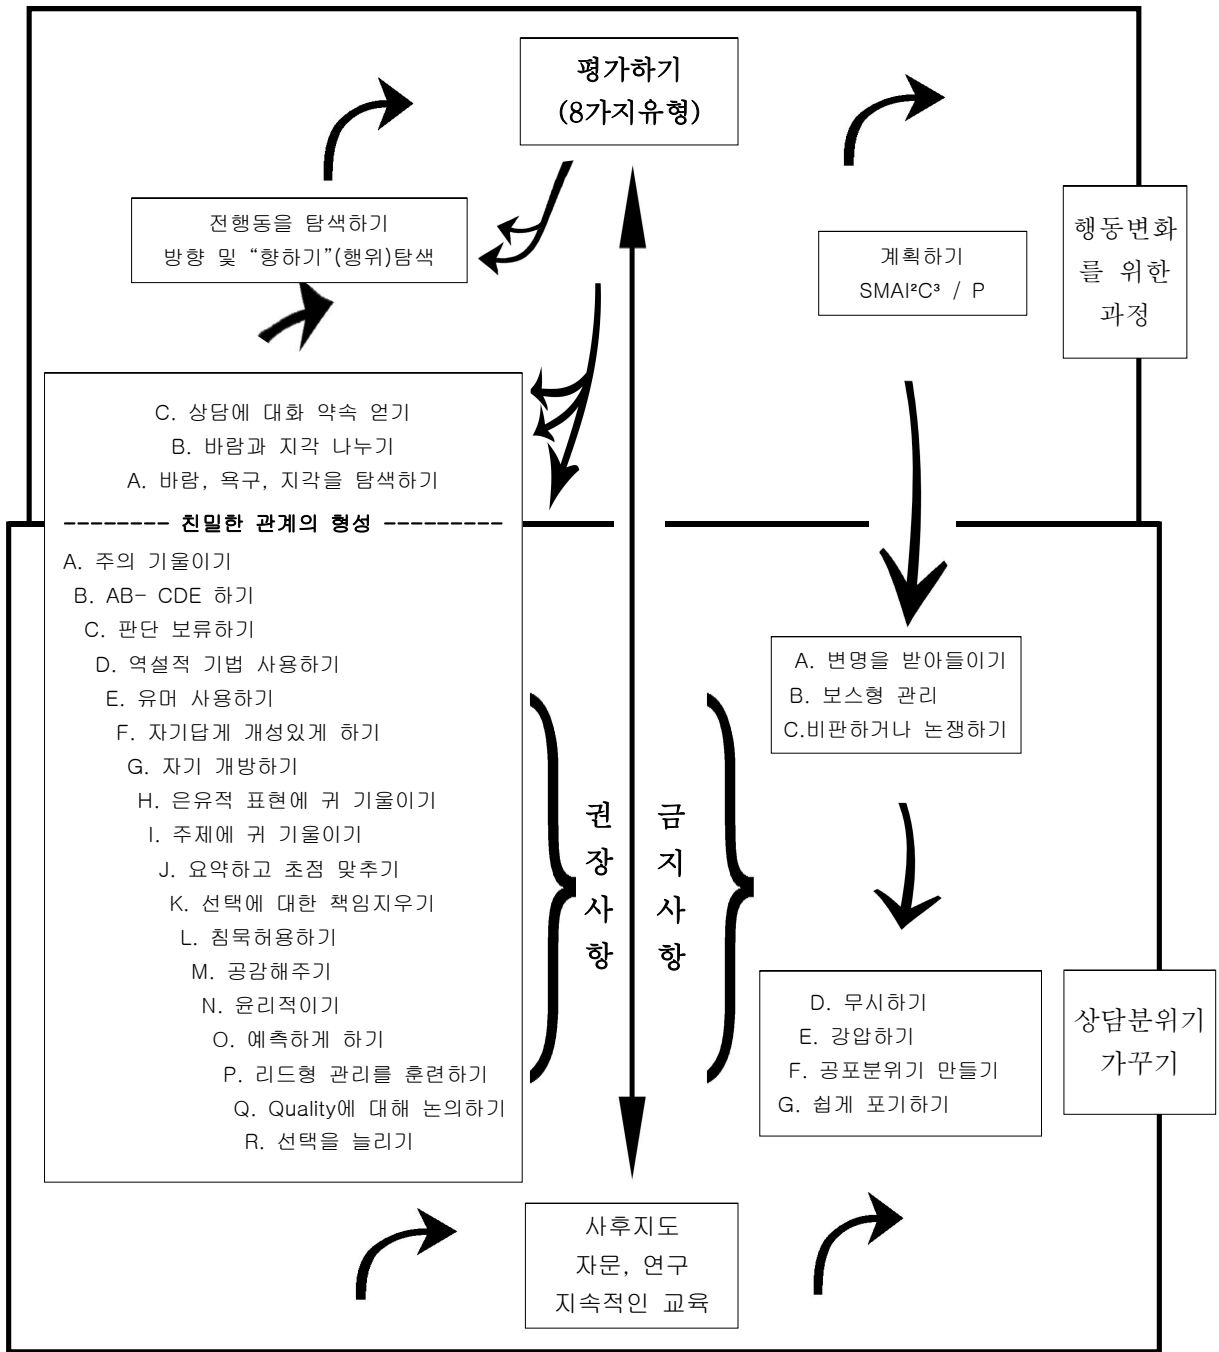 평가하기
(8가지유형)
전행동을 탐색하기
방향 및 “향하기”(행위)탐색
계획하기
SMAI²C³ / P
행동변화
를 위한
과정
C. 상담에 대화 약속 얻기
B. 바람과 지각 나누기
A. 바람, 욕구, 지각을 탐색하기
-------- 친밀한 관계의 형성 ---------
A. 주의 기울이기
B. AB- CDE 하기
C. 판단 보류하기
D. 역설적 기법 사용하기
E. 유머 사용하기
F. 자기답게 개성있게 하기
G. 자기 개방하기
H. 은유적 표현에 귀 기울이기
I. 주제에 귀 기울이기
J. 요약하고 초점 맞추기
K. 선택에 대한 책임지우기
L. 침묵허용하기
M. 공감해주기
N. 윤리적이기
O. 예측하게 하기
P. 리드형 관리를 훈련하기
Q. Quality에 대해 논의하기
R. 선택을 늘리기
권
장
사
항
금
지
사
항
A. 변명을 받아들이기
B. 보스형 관리
C.비판하거나 논쟁하기
D. 무시하기
E. 강압하기
F. 공포분위기 만들기
G. 쉽게 포기하기
상담분위기
가꾸기
사후지도
자문, 연구
지속적인 교육